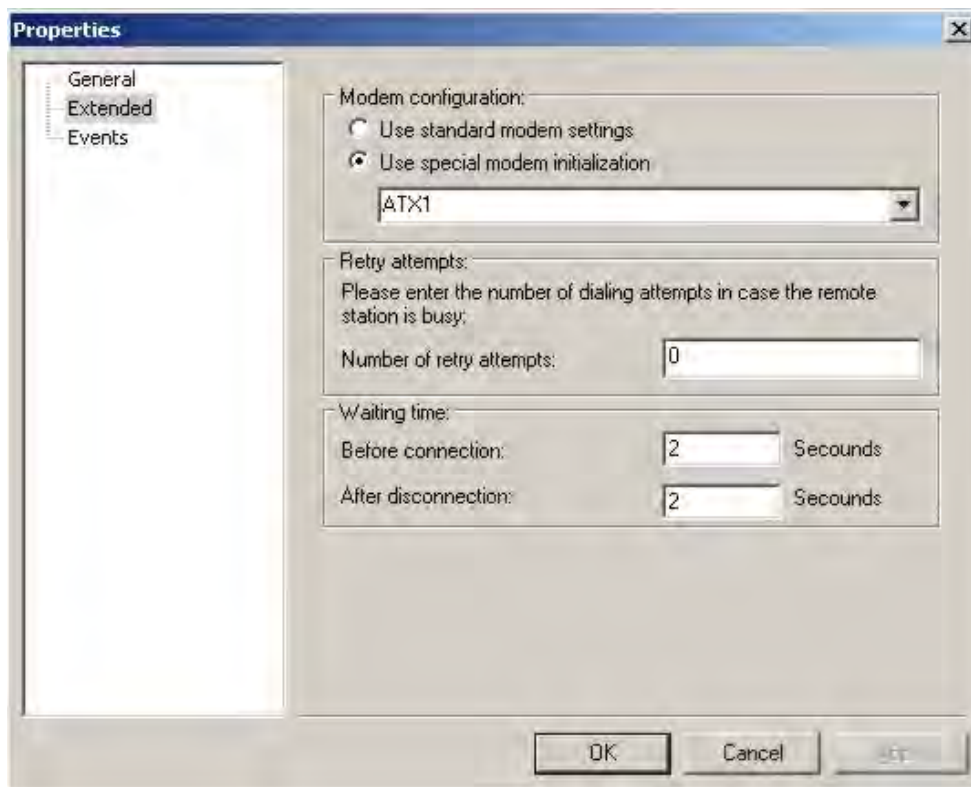 Properties
General
Extended
Events
Modem configuration:
Use standard modem settings
Use special modem initialization
ATX1
Retry attempts:
Please enter the number of dialing attempts in case the remote
station is busy:
Number of retry attempts:
0
Waiting time:
Before connection:
2
Secounds
After disconnection:
2
Secounds
OK
Cancel